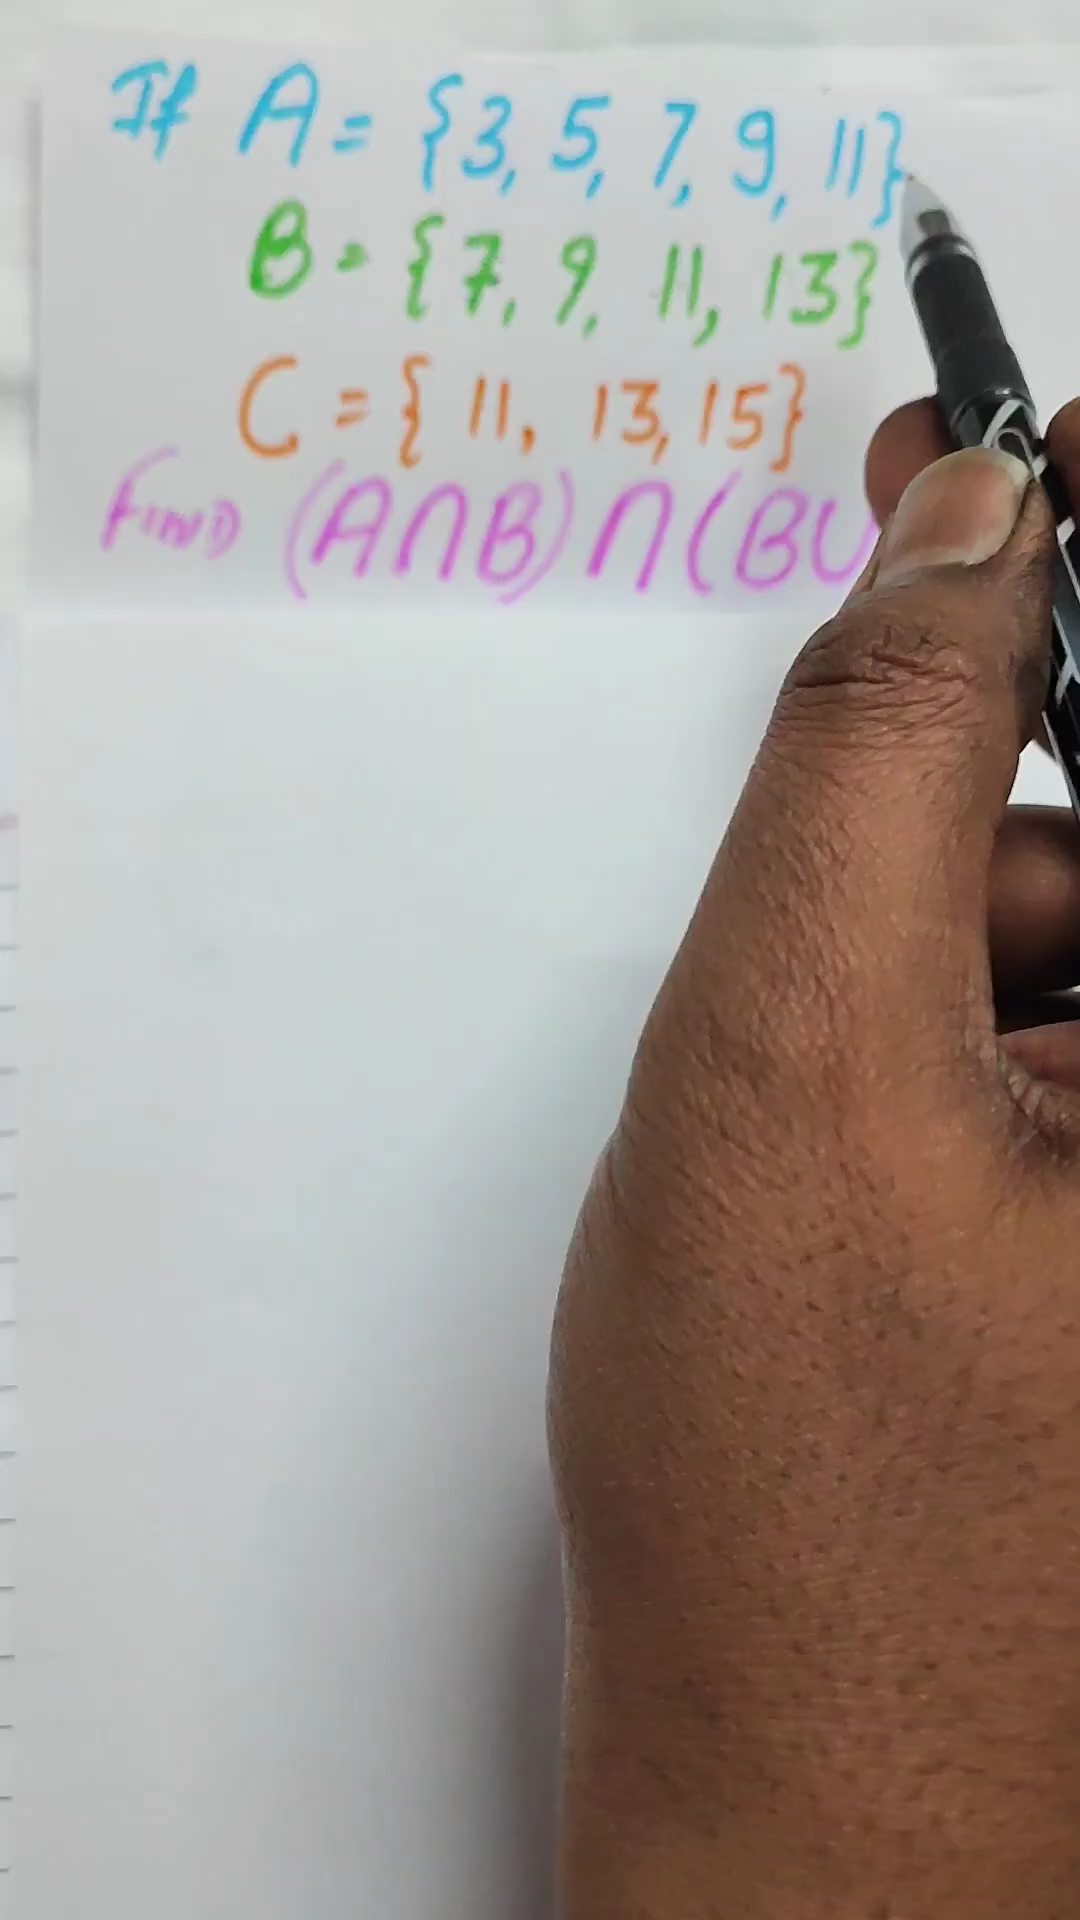 If A = {3, 5, 7, 9, 11}
B = {7, 9, 11, 13}
C = {11, 13, 15}
FIND (A∩B)∩(BU